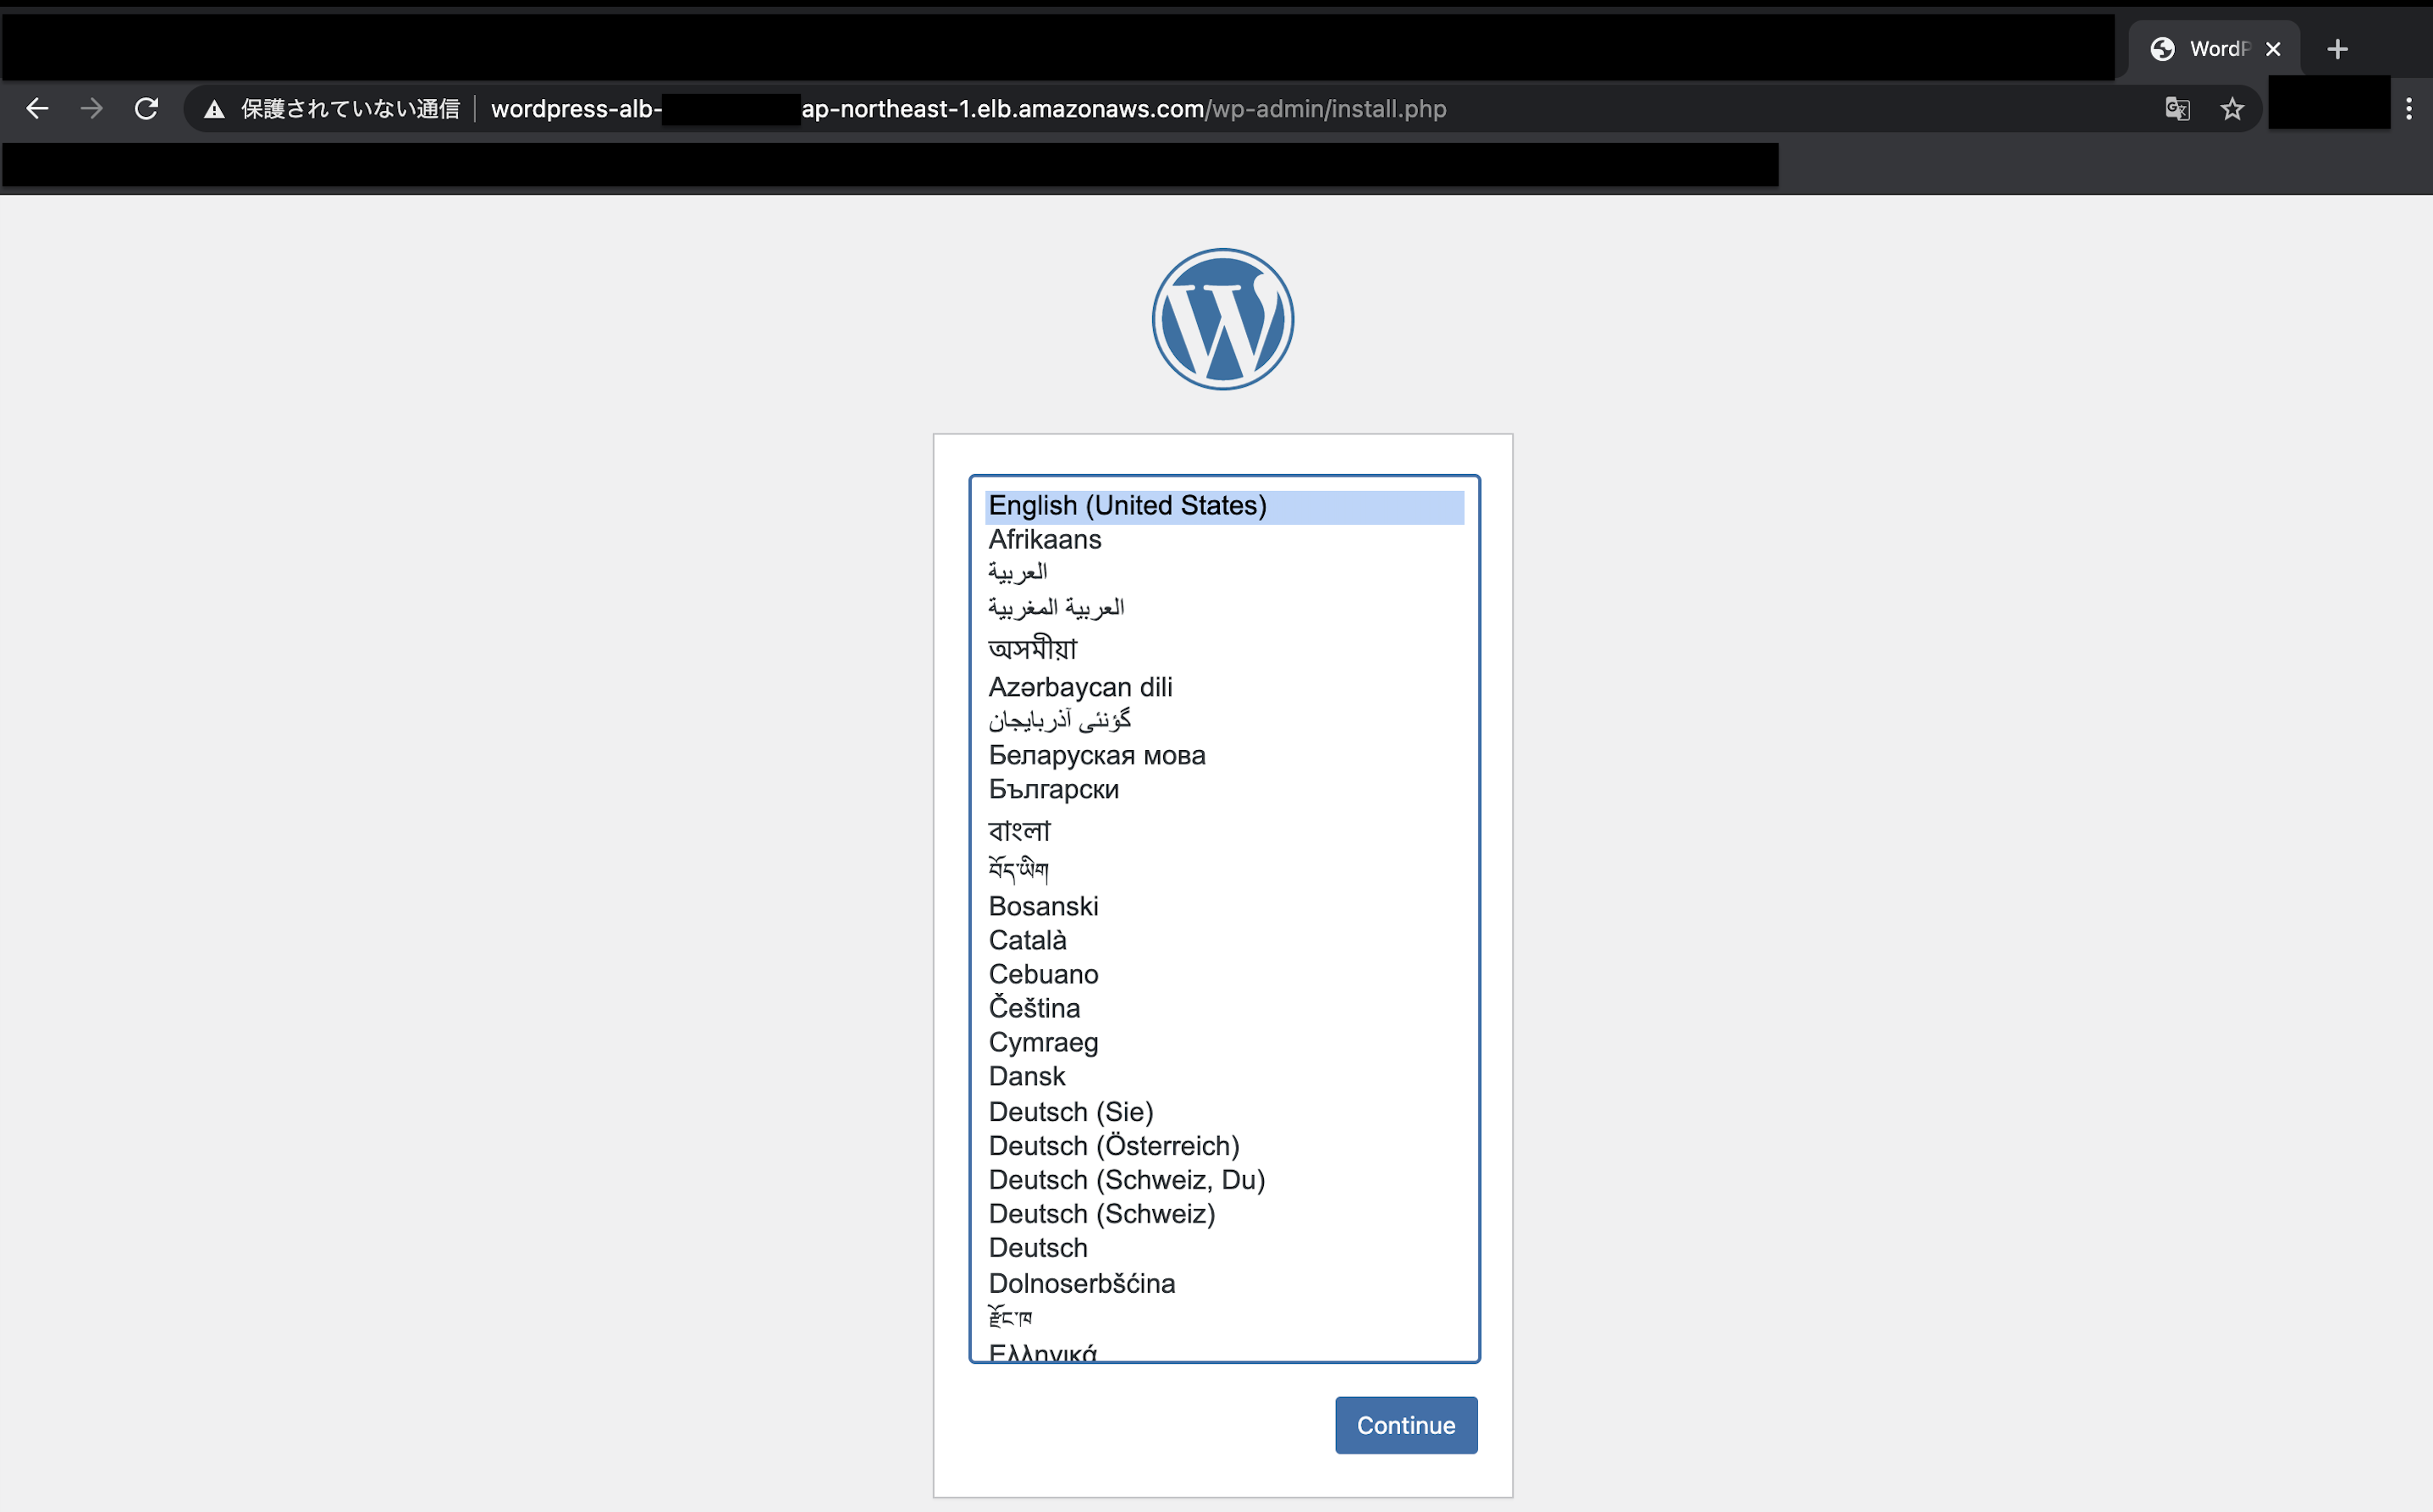 WordP
保護されていない通信 wordpress-alb- ap-northeast-1.elb.amazonaws.com/wp-admin/install.php
English (United States)
Afrikaans
العربية
العربية المغربية
অসমীয়া
Azərbaycan dili
گؤنئی آذربایجان
Беларуская мова
Български
বাংলা
བོད་ཡིག
Bosanski
Català
Cebuano
Čeština
Cymraeg
Dansk
Deutsch (Sie)
Deutsch (Österreich)
Deutsch (Schweiz, Du)
Deutsch (Schweiz)
Deutsch
Dolnoserbšćina
རྫོང་ཁ
Ελληνικά
Continue